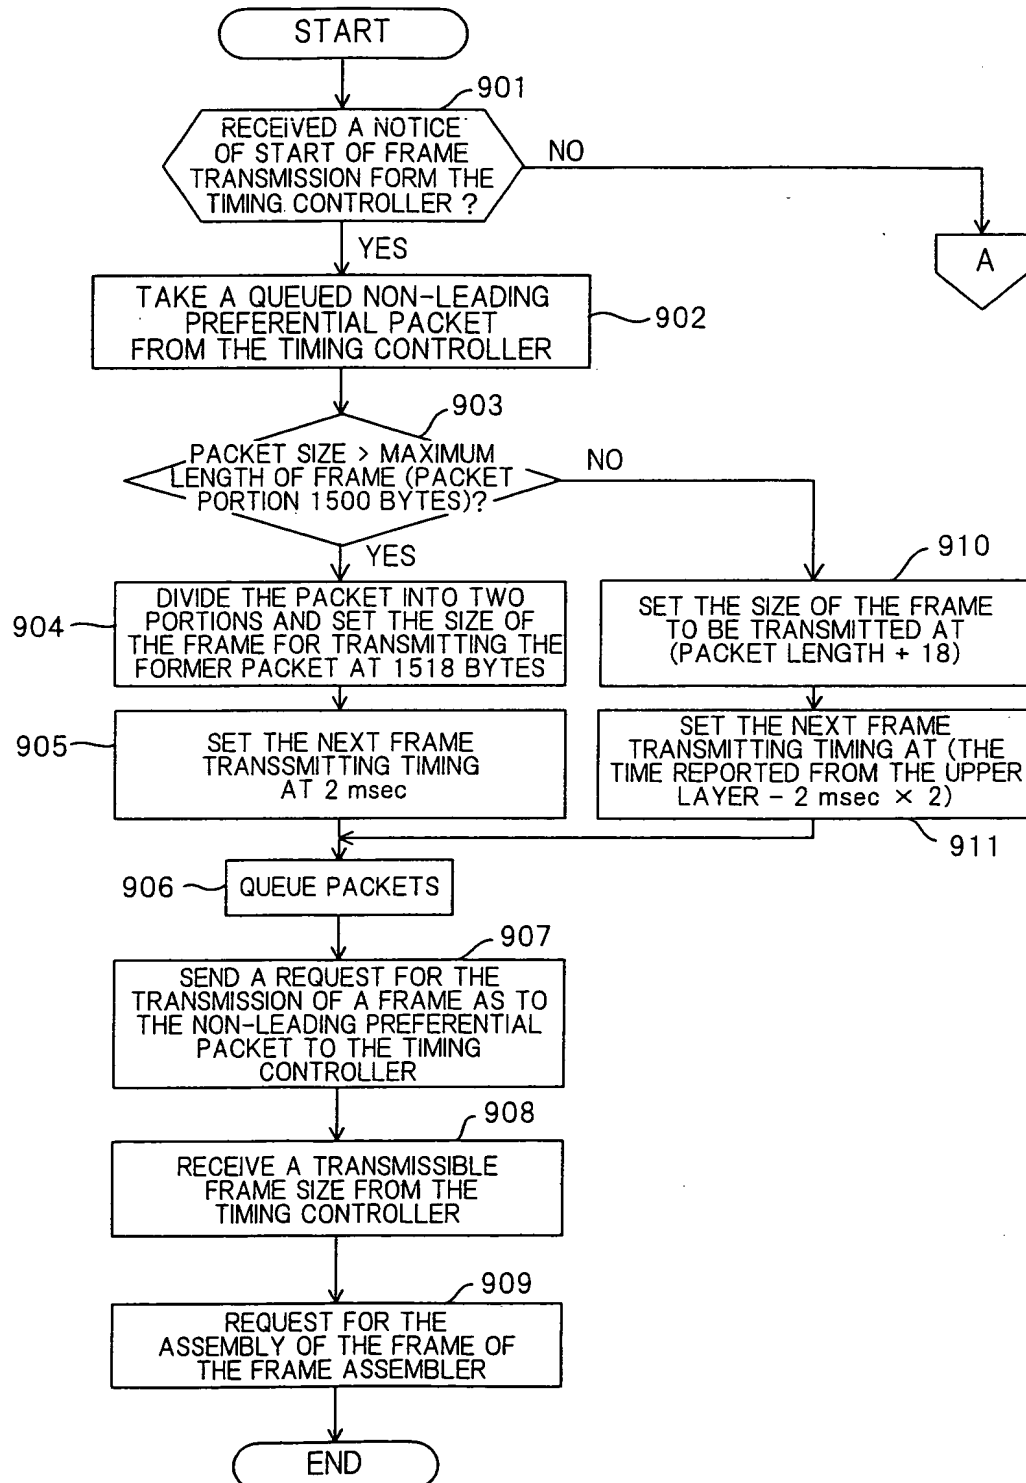 START
901
RECEIVED A NOTICE
OF START OF FRAME
TRANSMISSION FORM THE
TIMING CONTROLLER ?
NO
A
YES
TAKE A QUEUED NON-LEADING
PREFERENTIAL PACKET
FROM THE TIMING CONTROLLER
902
903
PACKET SIZE > MAXIMUM
LENGTH OF FRAME (PACKET
PORTION 1500 BYTES)?
NO
YES
904
DIVIDE THE PACKET INTO TWO
PORTIONS AND SET THE SIZE OF
THE FRAME FOR TRANSMITTING THE
FORMER PACKET AT 1518 BYTES
910
SET THE SIZE OF THE FRAME
TO BE TRANSMITTED AT
(PACKET LENGTH + 18)
905
SET THE NEXT FRAME
TRANSSMITTING TIMING
AT 2 msec
SET THE NEXT FRAME
TRANSMITTING TIMING AT (THE
TIME REPORTED FROM THE UPPER
LAYER - 2 msec × 2)
911
906
QUEUE PACKETS
907
SEND A REQUEST FOR THE
TRANSMISSION OF A FRAME AS TO
THE NON-LEADING PREFERENTIAL
PACKET TO THE TIMING
CONTROLLER
908
RECEIVE A TRANSMISSIBLE
FRAME SIZE FROM THE
TIMING CONTROLLER
909
REQUEST FOR THE
ASSEMBLY OF THE FRAME OF
THE FRAME ASSEMBLER
END